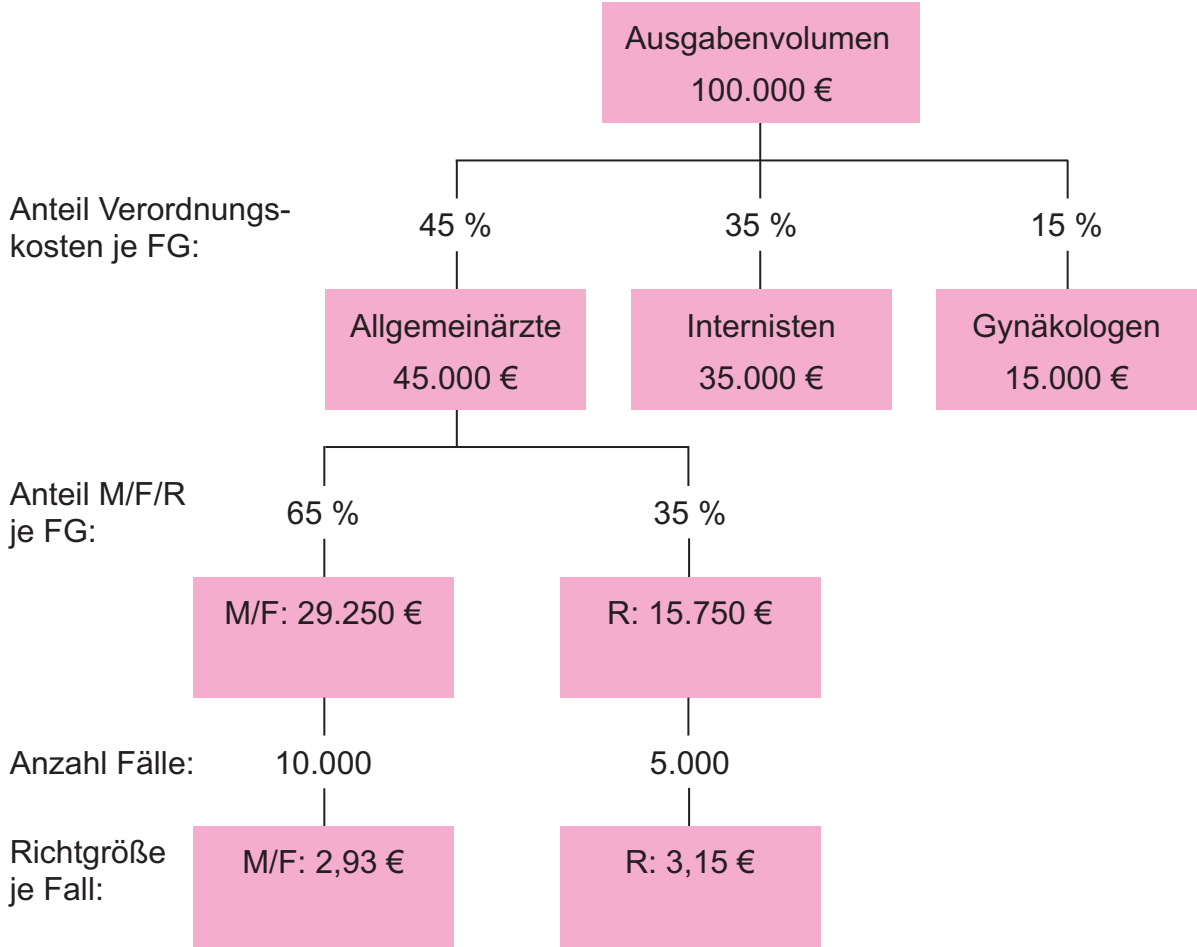 Ausgabenvolumen
100.000 €
Anteil Verordnungs-
kosten je FG:
45 %
35 %
15 %
Allgemeinärzte
45.000 €
Internisten
35.000 €
Gynäkologen
15.000 €
Anteil M/F/R
je FG:
65 %
35 %
M/F: 29.250 €
R: 15.750 €
Anzahl Fälle:
10.000
5.000
Richtgröße
je Fall:
M/F: 2,93 €
R: 3,15 €